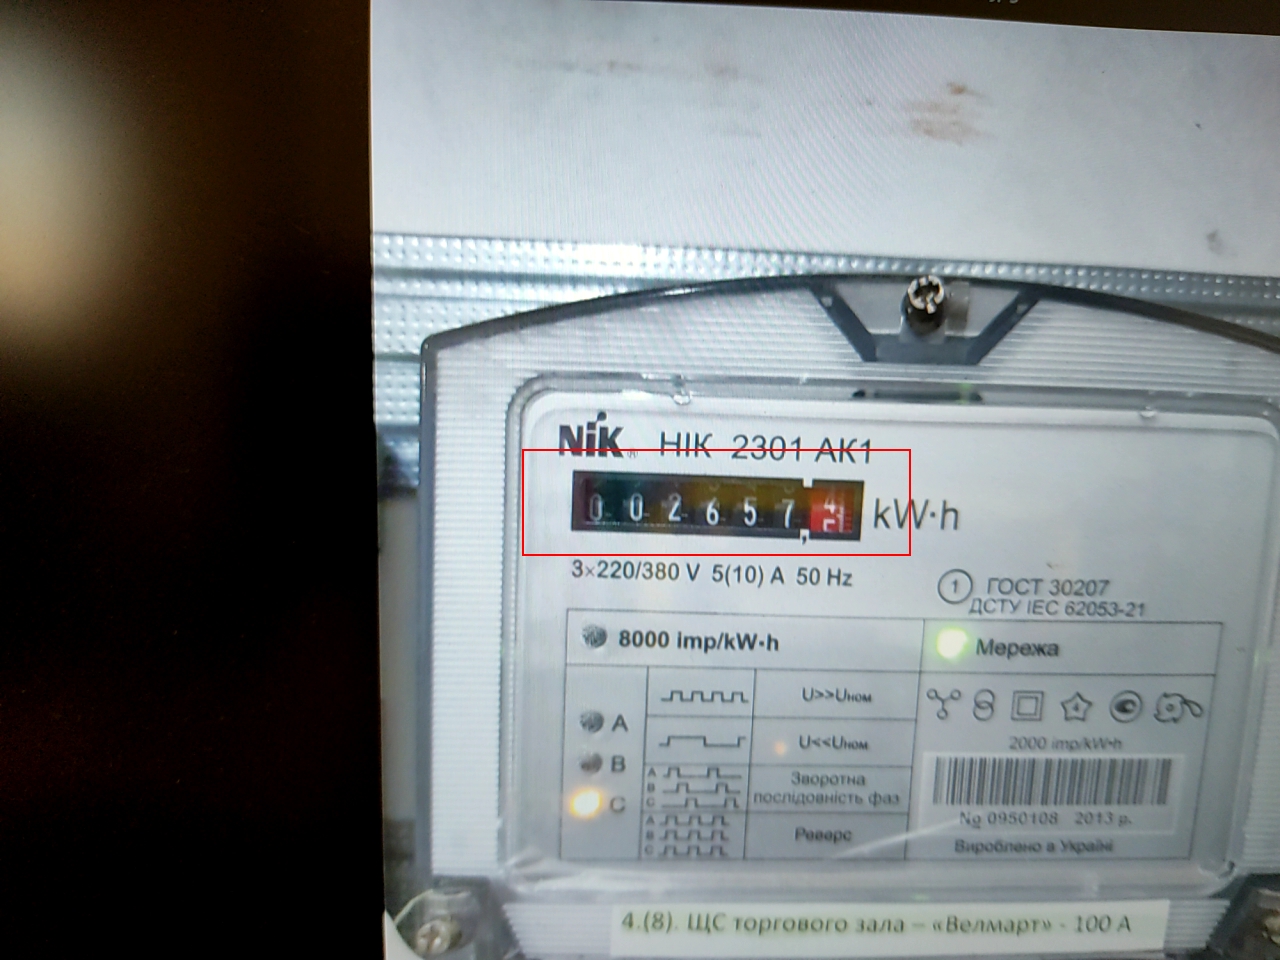 NiK® НІК 2301 АК1
0 0 2 6 5 7 , 4 kW·h
3×220/380 V 5(10) A 50 Hz
1 ГОСТ 30207
ДСТУ IEC 62053-21
8000 imp/kW·h
Мережа
A
B
C
U>>Uном
U<<Uном
A
B
C
Зворотна
послідовність фаз
A
B
C
Реверс
2000 imp/kW·h
№ 0950108 2013 р.
Вироблено в Україні
4.(8). ЩС торгового зала – «Велмарт» - 100 А